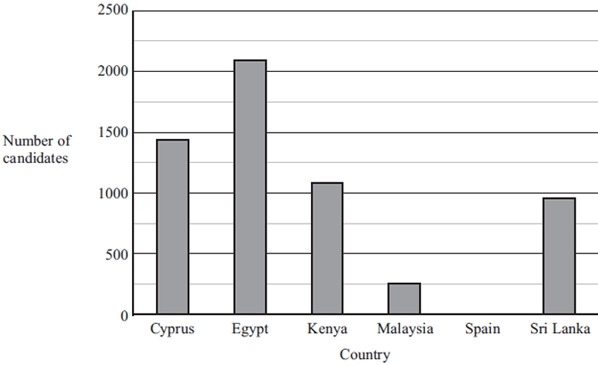 2500
2000
1500
1000
500
0
Number of
candidates
Cyprus Egypt Kenya Malaysia Spain Sri Lanka
Country